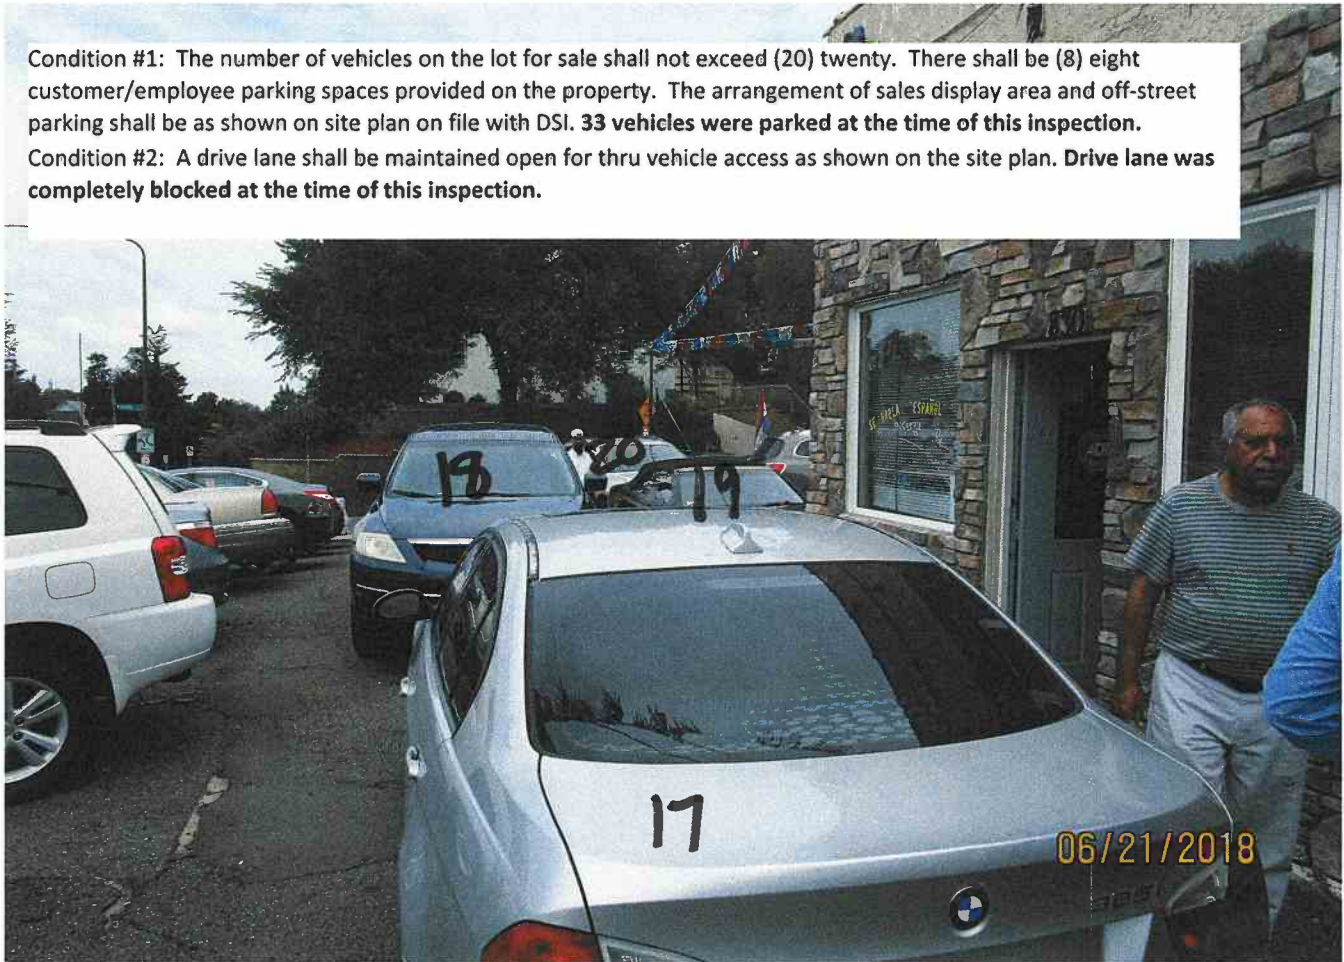 Condition #1: The number of vehicles on the lot for sale shall not exceed (20) twenty. There shall be (8) eight
customer/employee parking spaces provided on the property. The arrangement of sales display area and off-street
parking shall be as shown on site plan on file with DSI. 33 vehicles were parked at the time of this inspection.
Condition #2: A drive lane shall be maintained open for thru vehicle access as shown on the site plan. Drive lane was
completely blocked at the time of this inspection.
SE HABLA ESPAÑOL
18
20
19
17
06/21/2018